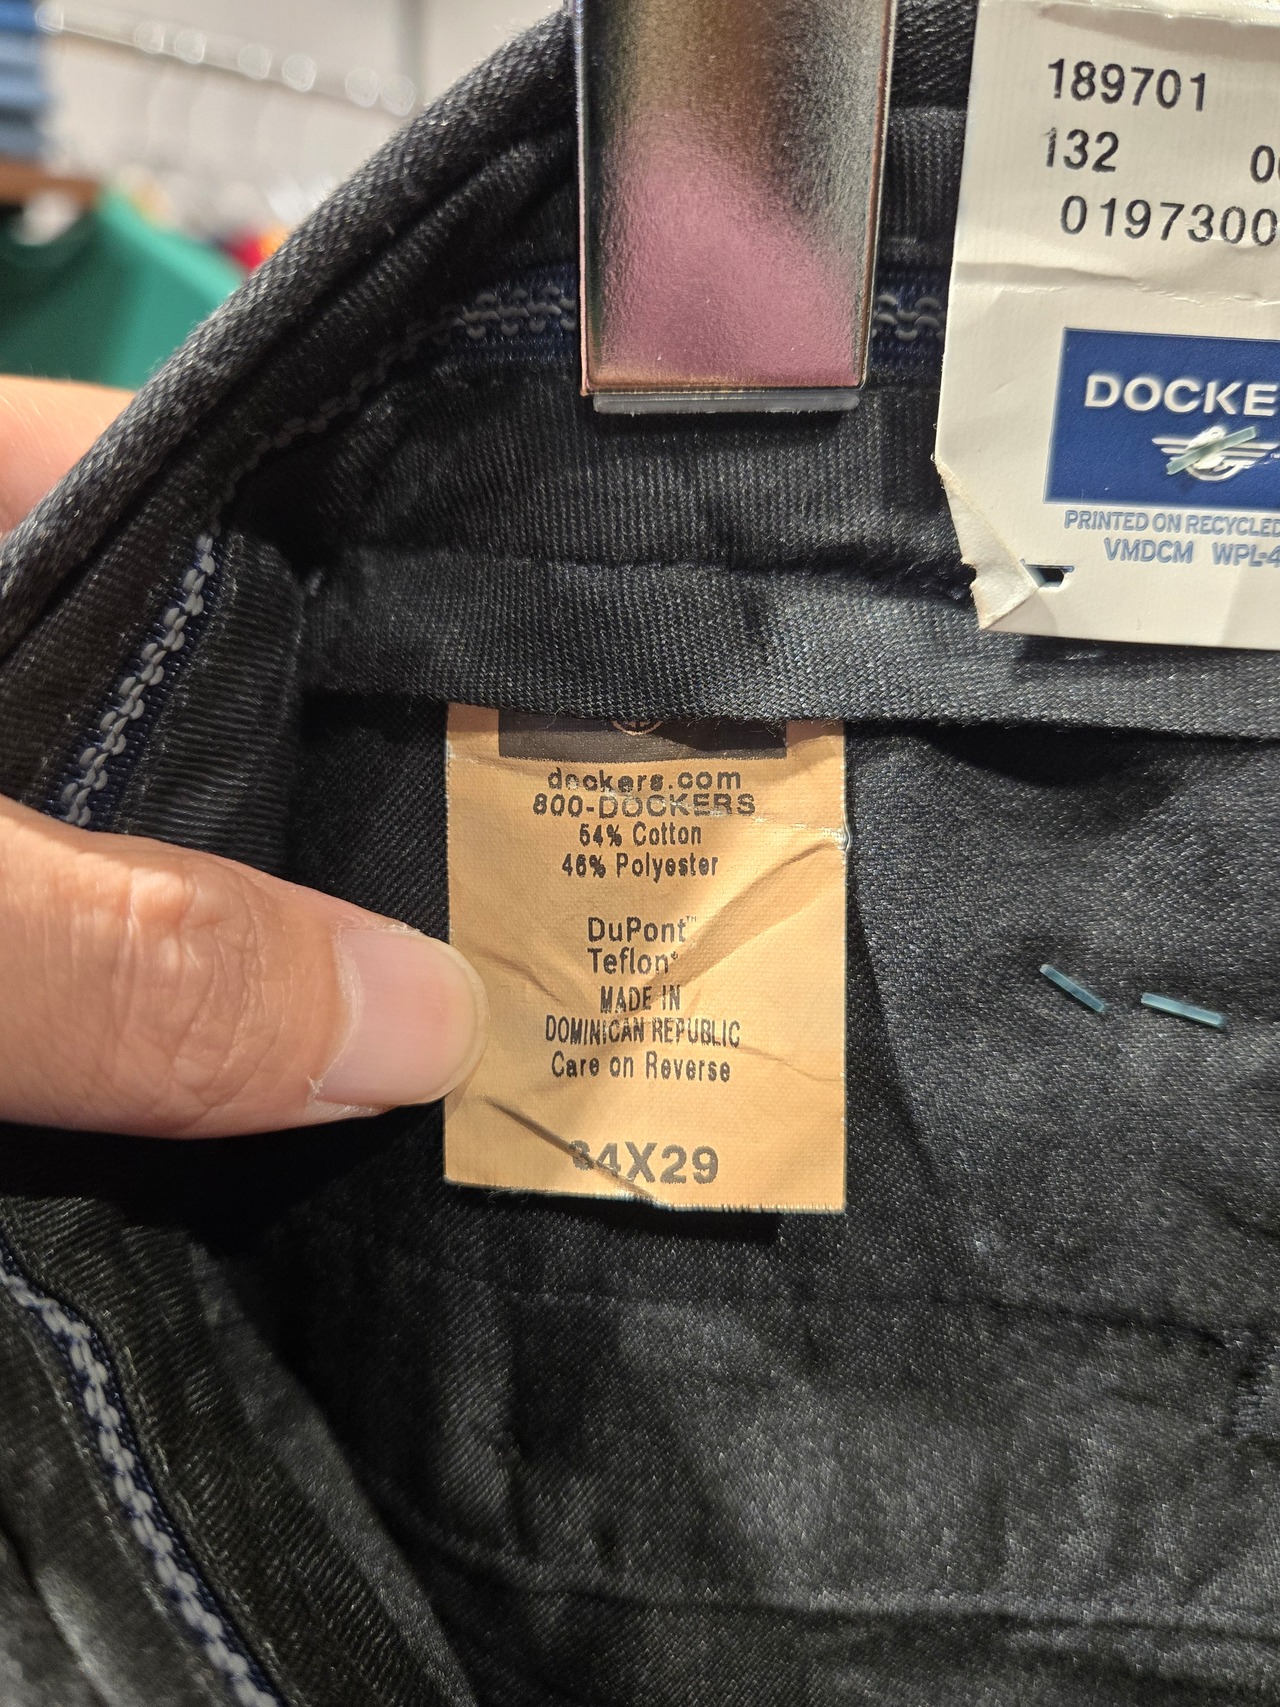 189701
132
0197300
DOCKE
PRINTED ON RECYCLED
VMDCM WPL-4
dockers.com
800-DOCKERS
54% Cotton
46% Polyester
DuPont™
Teflon®
MADE IN
DOMINICAN REPUBLIC
Care on Reverse
34X29